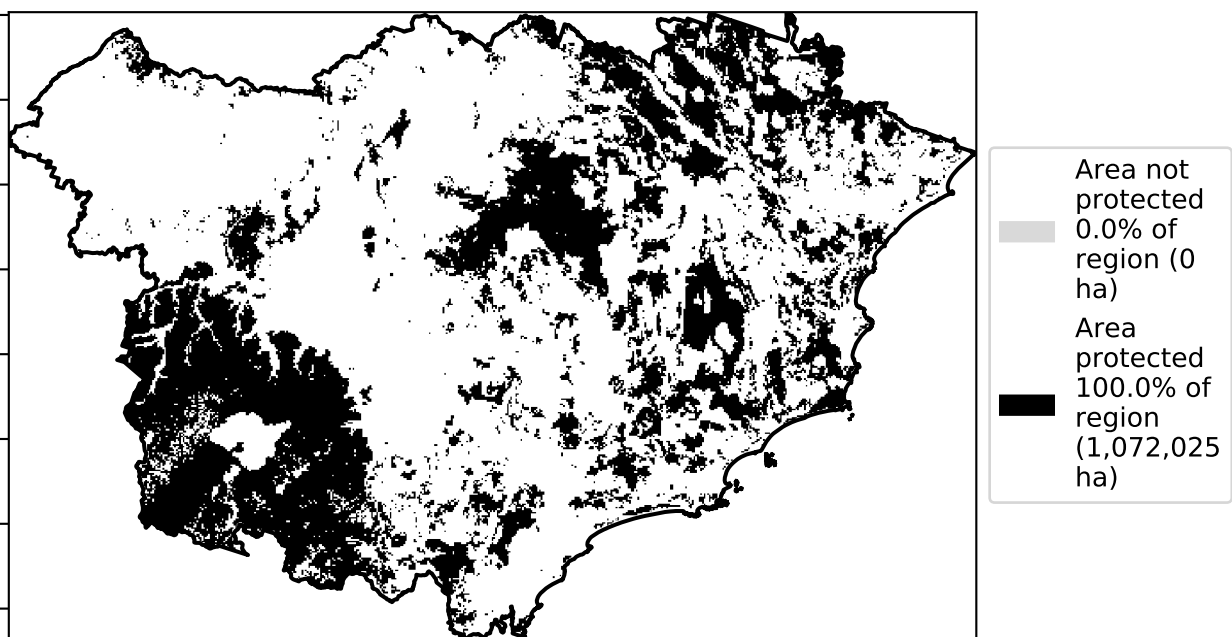 Area not
protected
0.0% of
region (0
ha)
Area
protected
100.0% of
region
(1,072,025
ha)